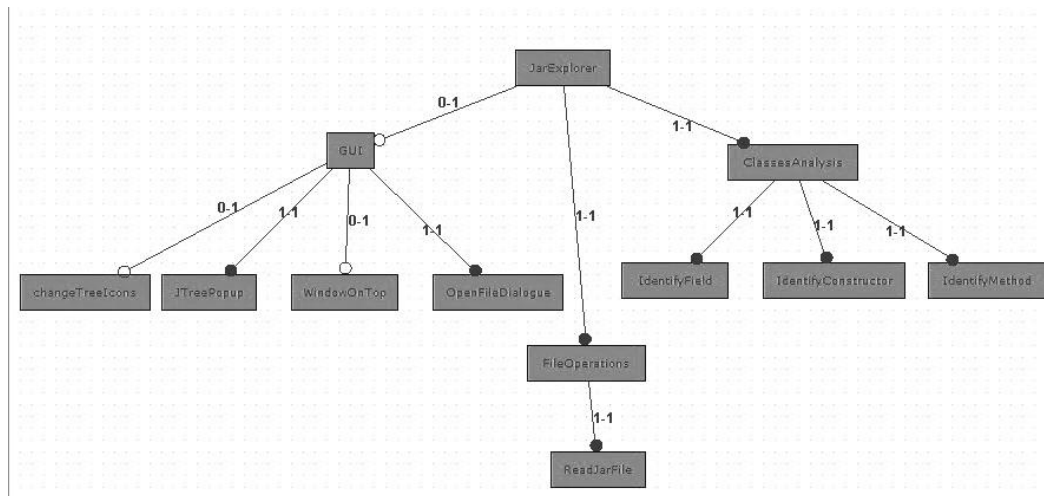 JarExplorer
0-1
1-1
GUI
ClassesAnalysis
0-1
1-1
0-1
1-1
1-1
1-1
1-1
1-1
changeTreeIcons
JTreePopup
WindowOnTop
OpenFileDialogue
IdentifyField
IdentifyConstructor
IdentifyMethod
FileOperations
1-1
ReadJarFile